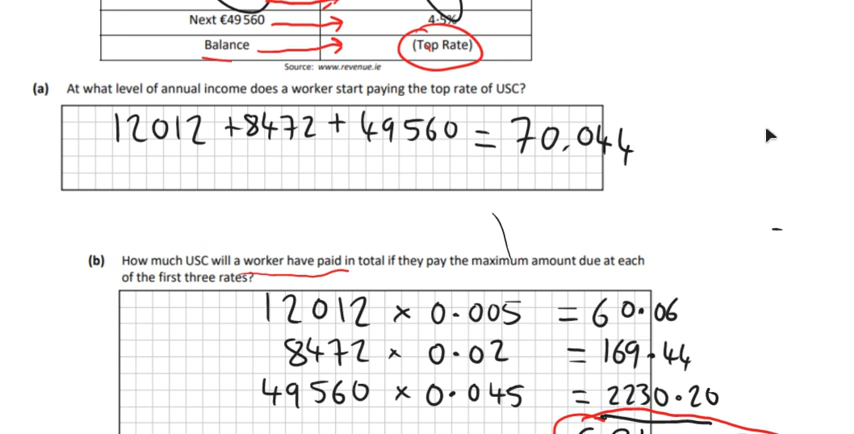 Next €49 560 4·5%
Balance (Top Rate)
Source: www.revenue.ie
(a) At what level of annual income does a worker start paying the top rate of USC?
12012 + 8472 + 49560 = 70,044
(b) How much USC will a worker have paid in total if they pay the maximum amount due at each
of the first three rates?
12012 × 0.005 = 60.06
8472 × 0.02 = 169.44
49560 × 0.045 = 2230.20